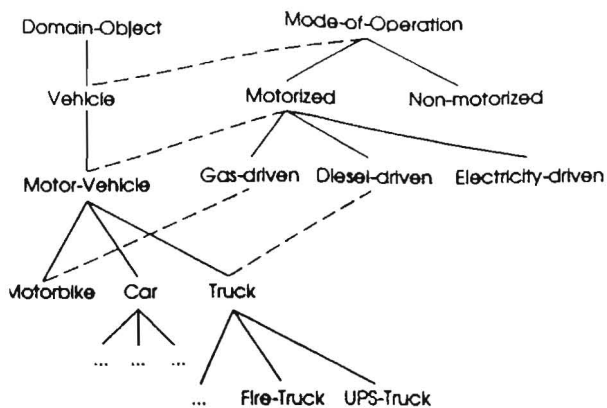 Domain-Object Mode-of-Operation
Vehicle Motorized Non-motorized
Motor-Vehicle Gas-driven Diesel-driven Electricity-driven
Motorbike Car Truck
... ... ...
... Fire-Truck UPS-Truck